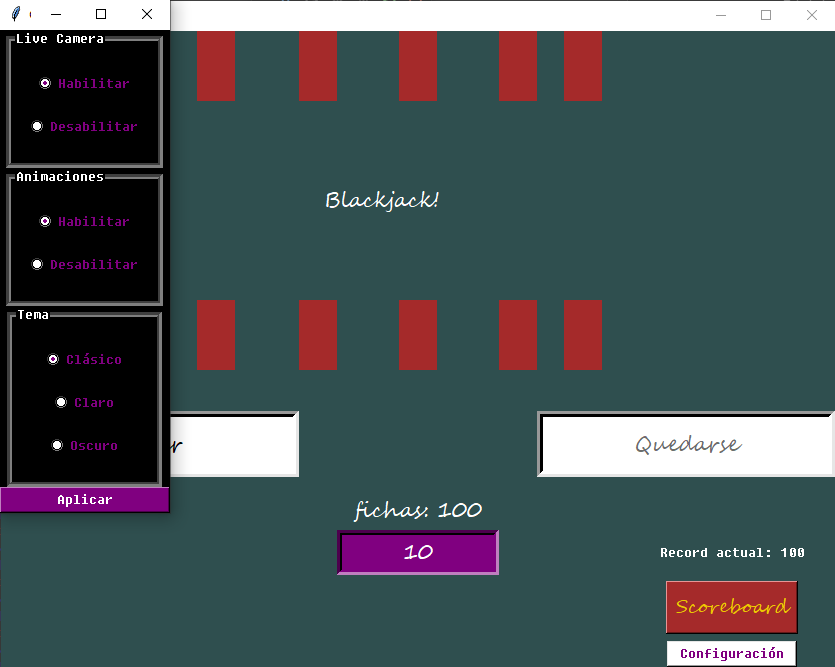 Live Camera
Habilitar
Desabilitar
Animaciones
Habilitar
Desabilitar
Tema
Clásico
Claro
Oscuro
Aplicar
Blackjack!
Quedarse
fichas: 100
10
Record actual: 100
Scoreboard
Configuración